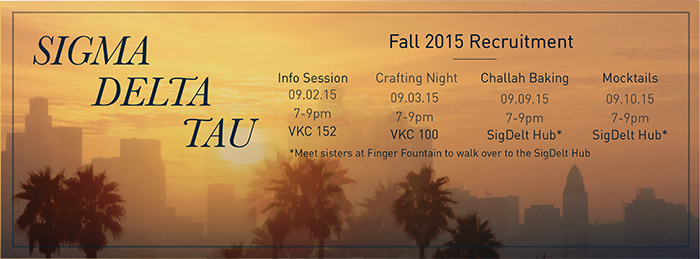 SIGMA
DELTA
TAU
Fall 2015 Recruitment
Info Session
09.02.15
7-9pm
VKC 152
Crafting Night
09.03.15
7-9pm
VKC 100
Challah Baking
09.09.15
7-9pm
SigDelt Hub*
Mocktails
09.10.15
7-9pm
SigDelt Hub*
*Meet sisters at Finger Fountain to walk over to the SigDelt Hub